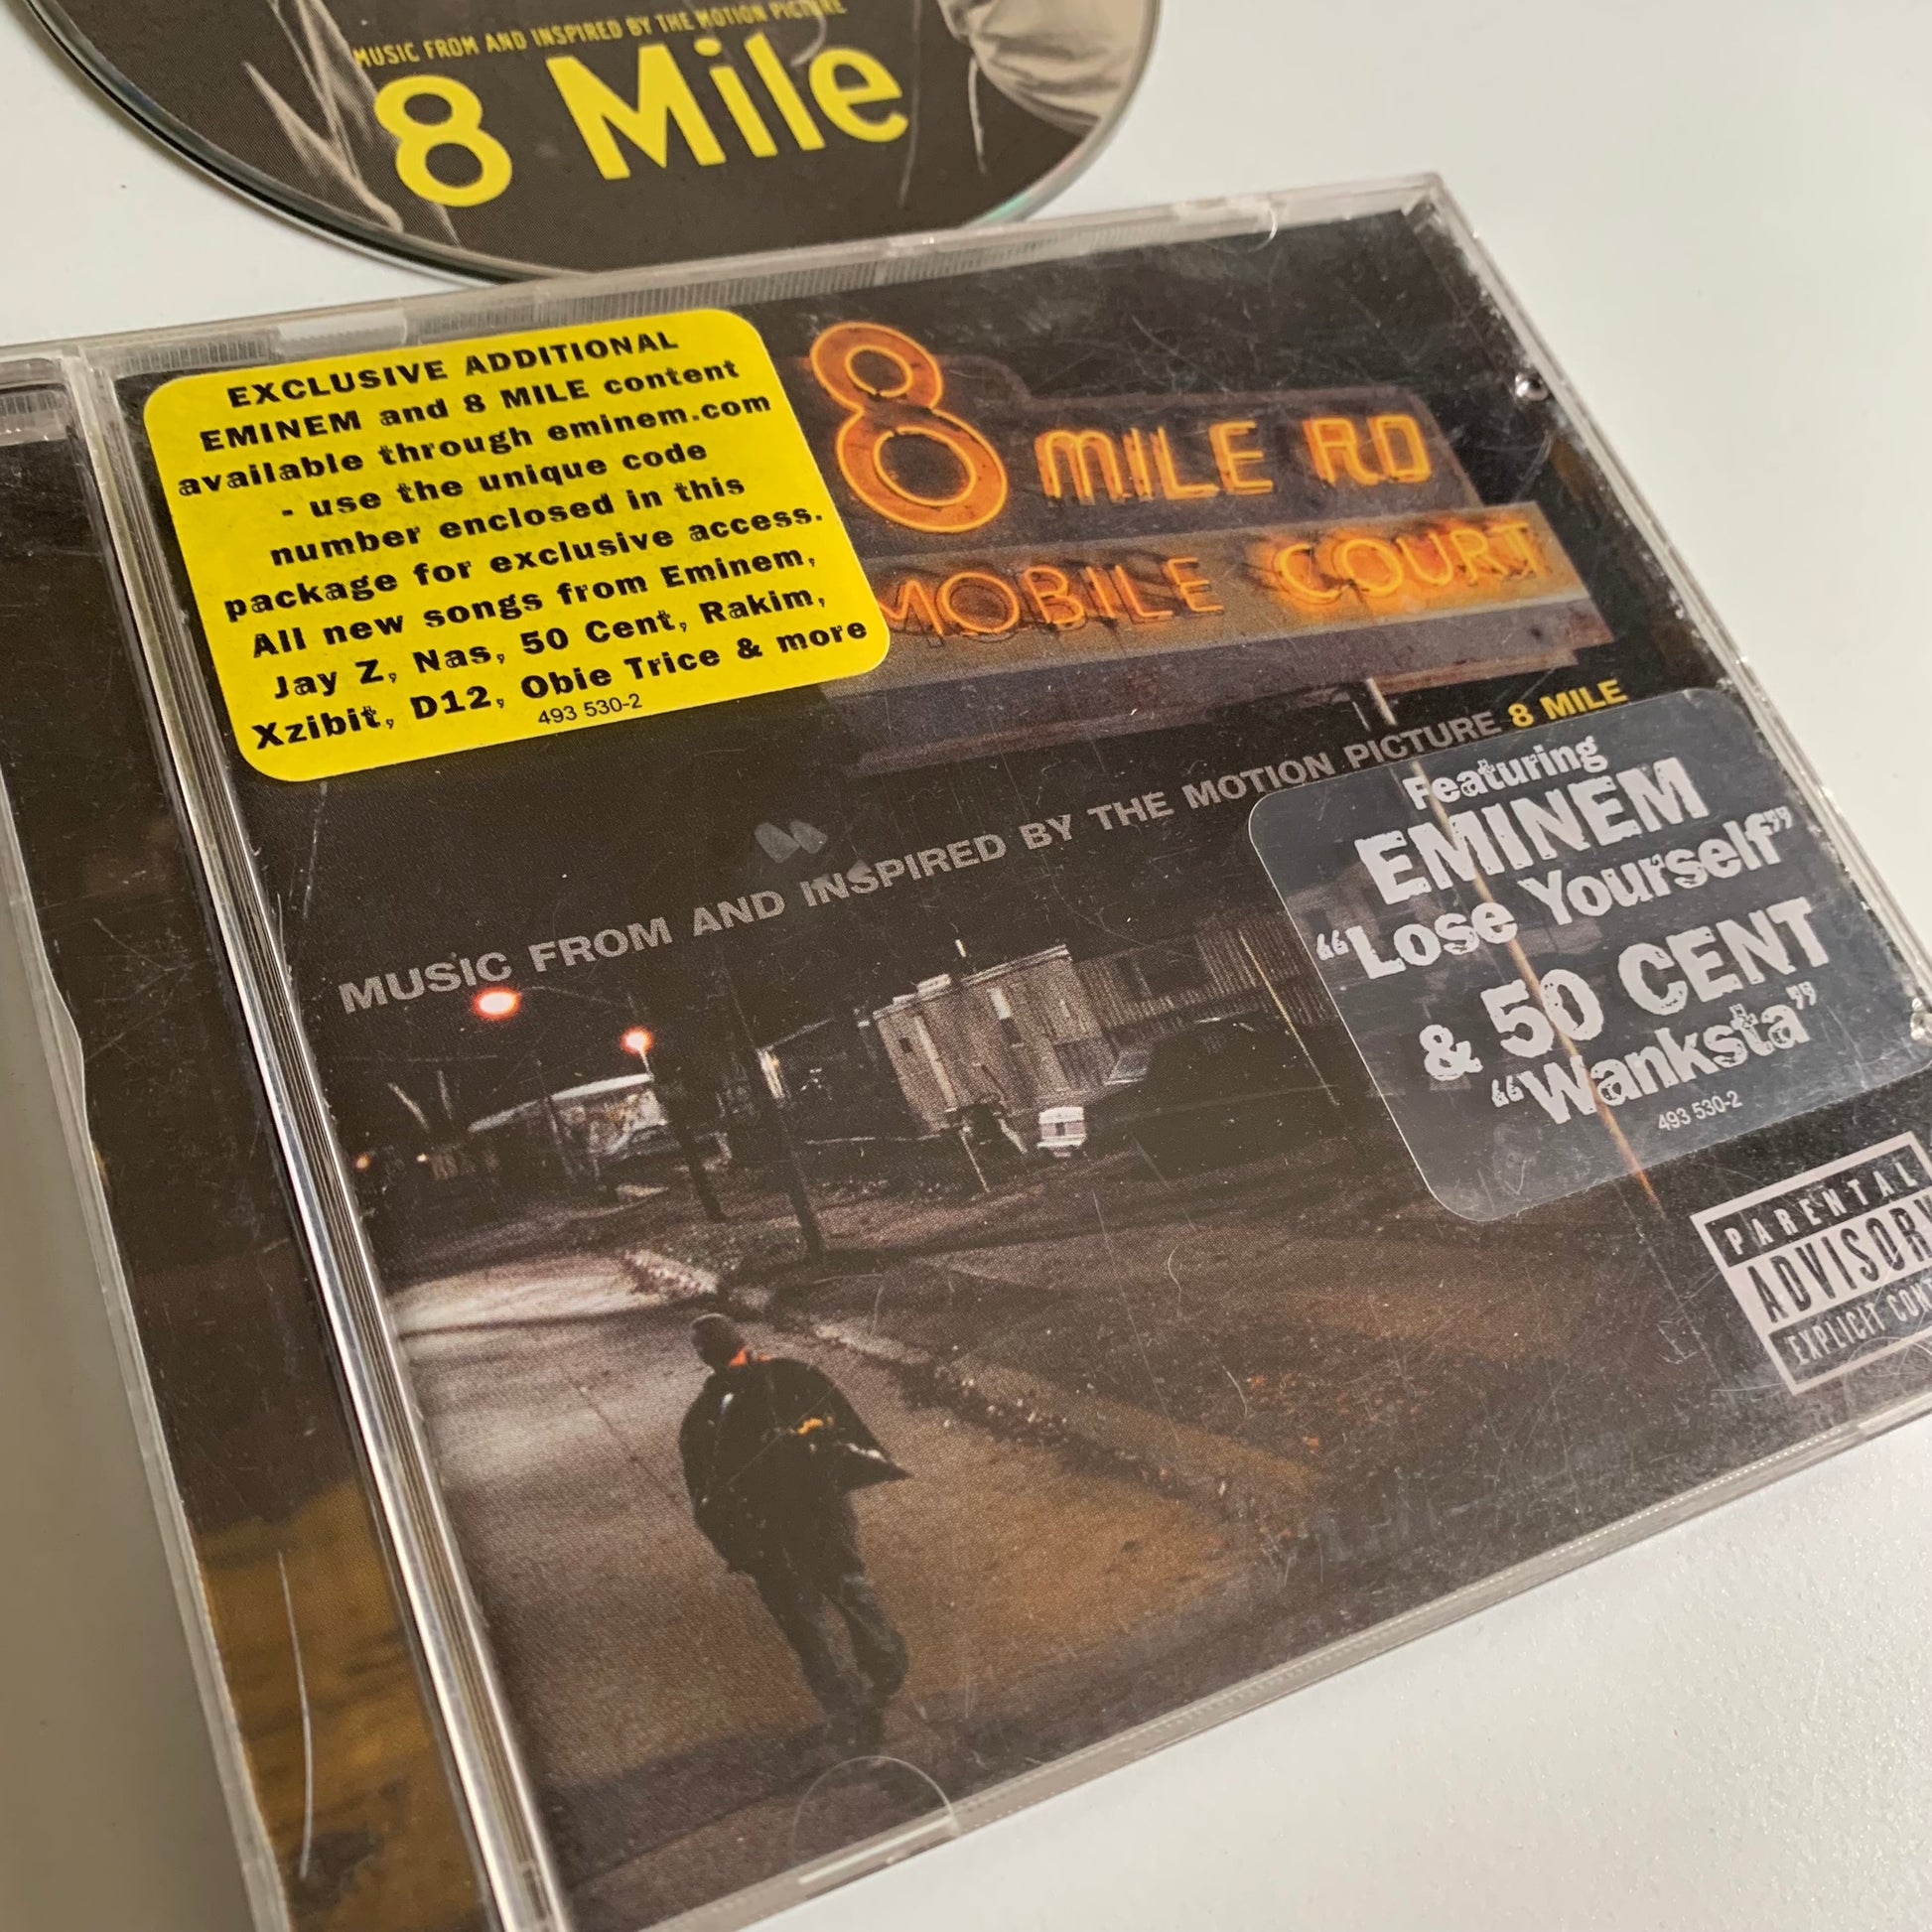 MUSIC FROM AND INSPIRED BY THE MOTION PICTURE
8 Mile
EXCLUSIVE ADDITIONAL
EMINEM and 8 MILE content
available through eminem.com
- use the unique code
number enclosed in this
package for exclusive access.
All new songs from Eminem,
Jay Z, Nas, 50 Cent, Rakim,
Xzibit, D12, Obie Trice & more
493 530-2
8 MILE RD
MOBILE COURT
MUSIC FROM AND INSPIRED BY THE MOTION PICTURE 8 MILE
Featuring
EMINEM
“Lose Yourself”
& 50 CENT
“Wanksta”
493 530-2
PARENTAL
ADVISORY
EXPLICIT CON